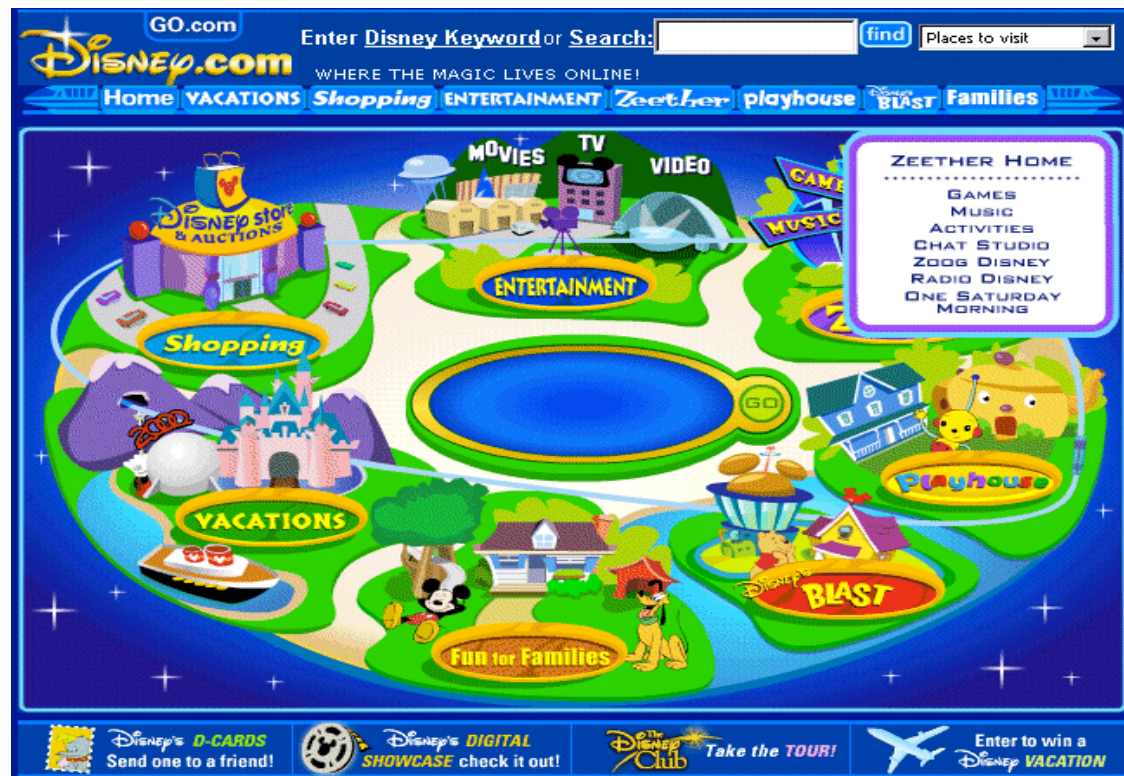 GO.com
Disney.com
Enter Disney Keyword or Search:
find
Places to visit
WHERE THE MAGIC LIVES ONLINE!
Home VACATIONS Shopping ENTERTAINMENT Zeether playhouse Disney's BLAST Families
MOVIES
TV
VIDEO
GAM
MUSIC
ZEETHER HOME
GAMES
MUSIC
ACTIVITIES
CHAT STUDIO
ZOOG DISNEY
RADIO DISNEY
ONE SATURDAY
MORNING
DISNEY store
& AUCTIONS
ENTERTAINMENT
Z
Shopping
GO
2000
Playhouse
VACATIONS
Disney's
BLAST
Fun for Families
Disney's D-CARDS
Send one to a friend!
Disney's DIGITAL
SHOWCASE check it out!
The
Disney
Club
Take the TOUR!
Enter to win a
Disney VACATION